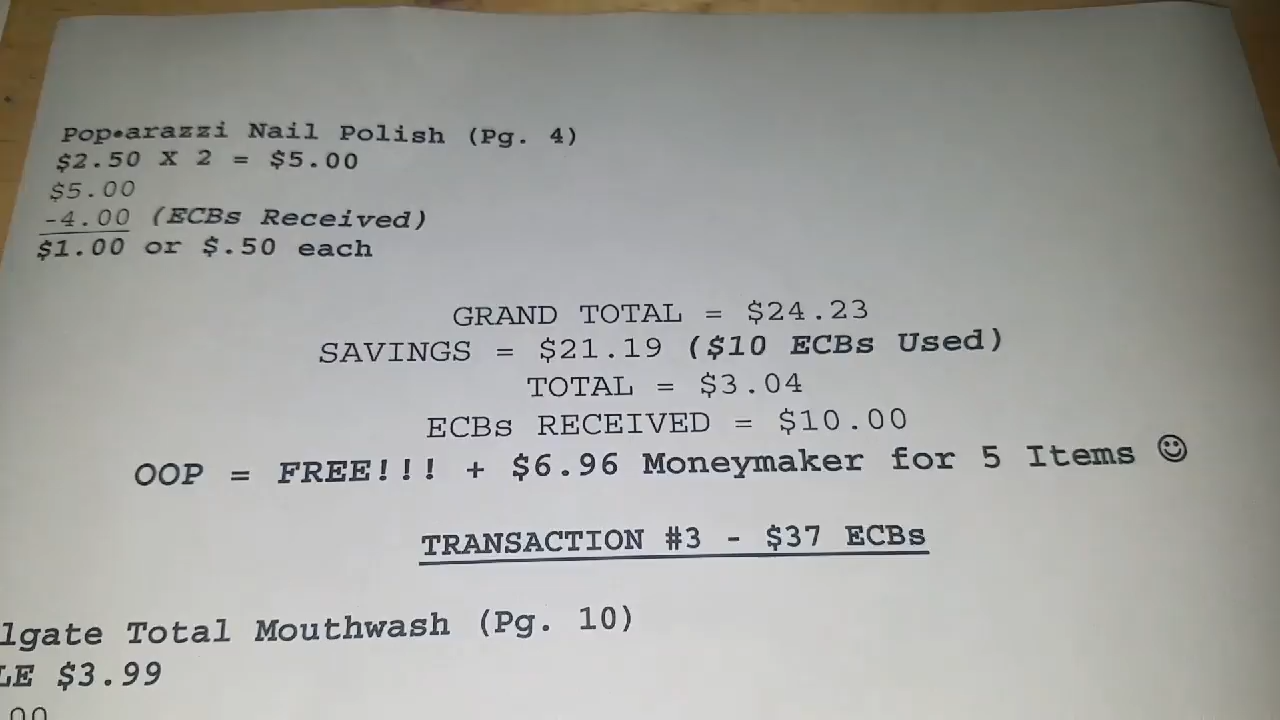 Pop•arazzi Nail Polish (Pg. 4)
$2.50 X 2 = $5.00
$5.00
-4.00 (ECBs Received)
$1.00 or $.50 each
GRAND TOTAL = $24.23
SAVINGS = $21.19 ($10 ECBs Used)
TOTAL = $3.04
ECBs RECEIVED = $10.00
OOP = FREE!!! + $6.96 Moneymaker for 5 Items ☺
TRANSACTION #3 - $37 ECBs
lgate Total Mouthwash (Pg. 10)
LE $3.99